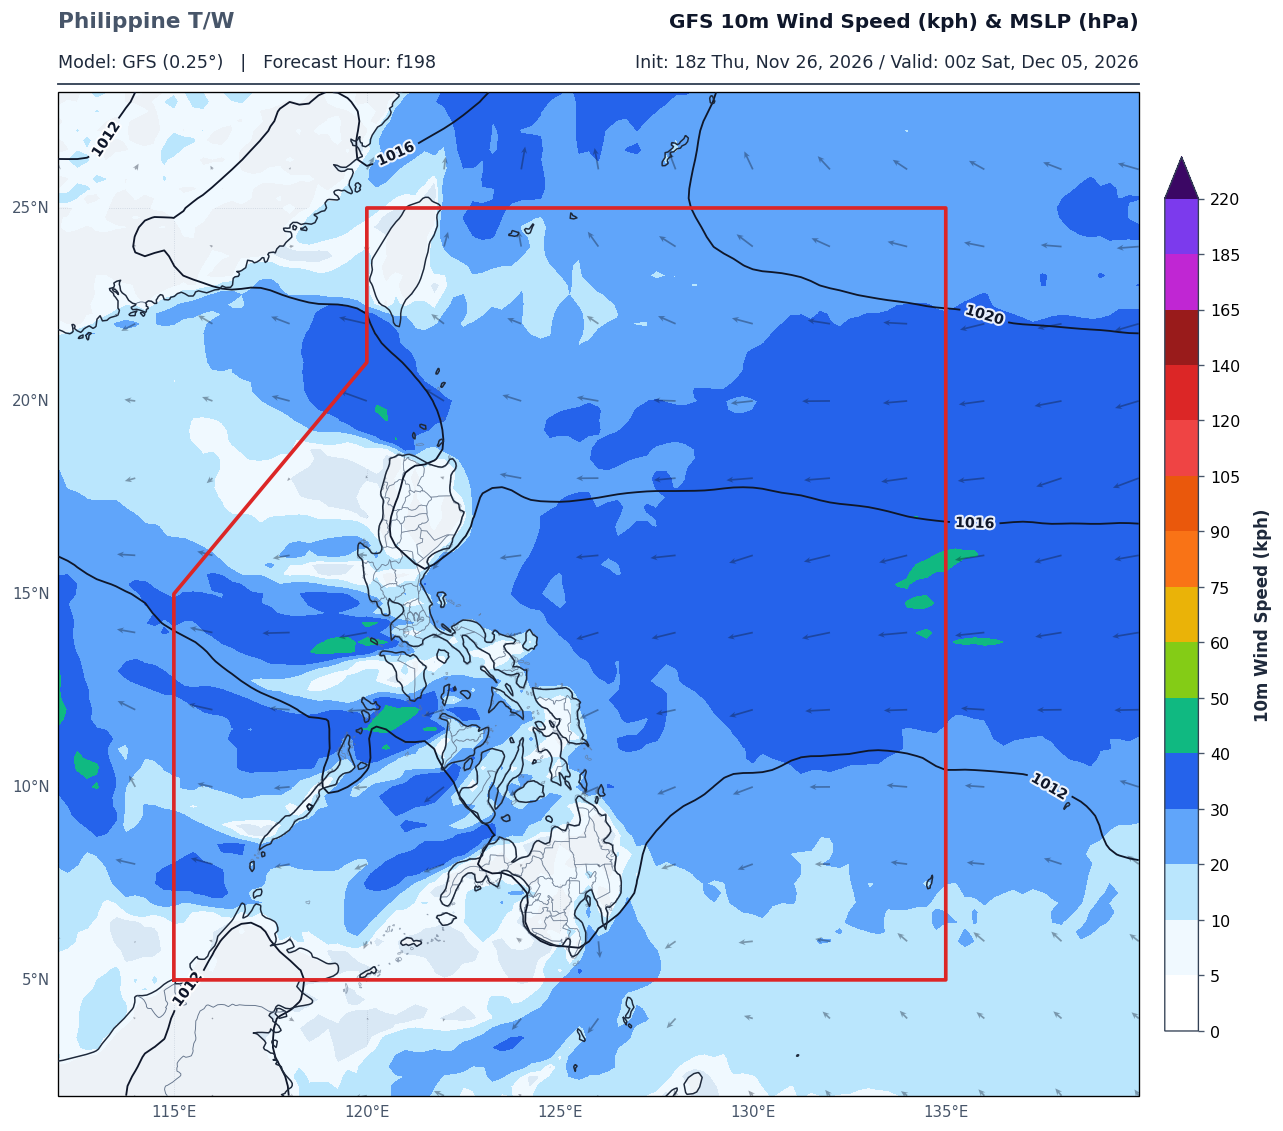 Philippine T/W
GFS 10m Wind Speed (kph) & MSLP (hPa)
Model: GFS (0.25°) | Forecast Hour: f198
Init: 18z Thu, Nov 26, 2026 / Valid: 00z Sat, Dec 05, 2026
1012
1016
25°N
20°N
15°N
10°N
5°N
1020
1016
1012
1012
115°E
120°E
125°E
130°E
135°E
220
185
165
140
120
105
90
75
60
50
40
30
20
10
5
0
10m Wind Speed (kph)